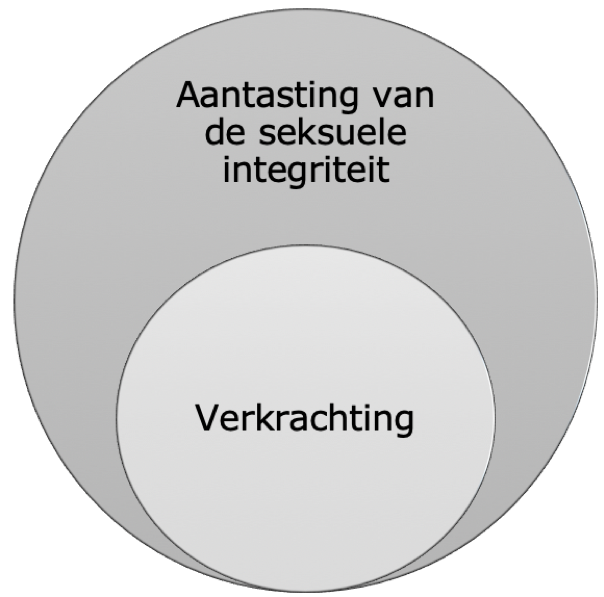 Aantasting van
de seksuele
integriteit
Verkrachting